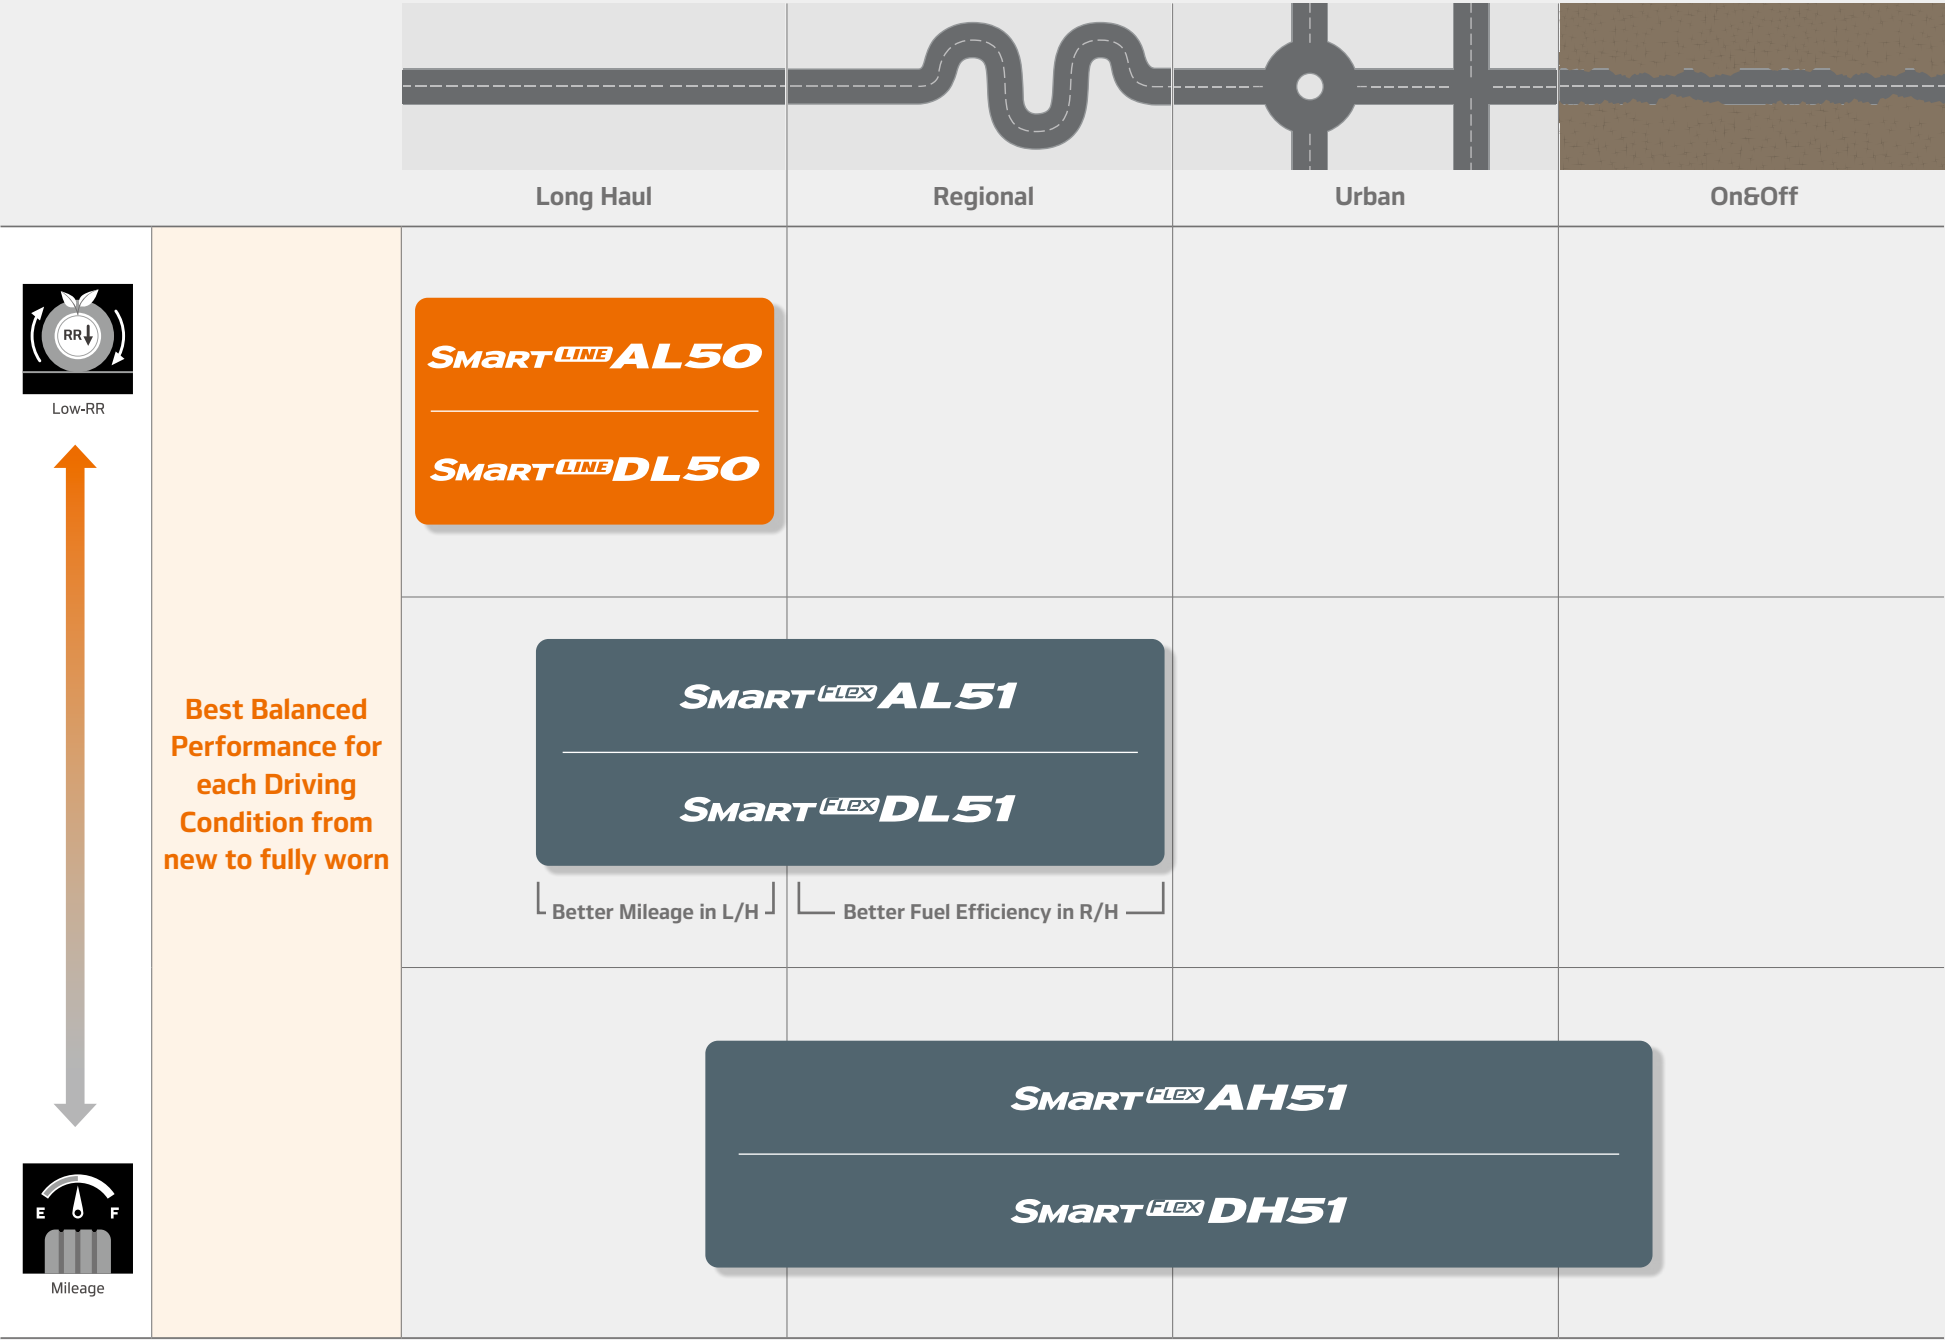 Long Haul
Regional
Urban
On&Off
RR
Low-RR
SMART LINE AL50
SMART LINE DL50
Best Balanced
Performance for
each Driving
Condition from
new to fully worn
SMART FLEX AL51
SMART FLEX DL51
Better Mileage in L/H
Better Fuel Efficiency in R/H
SMART FLEX AH51
SMART FLEX DH51
E F
Mileage